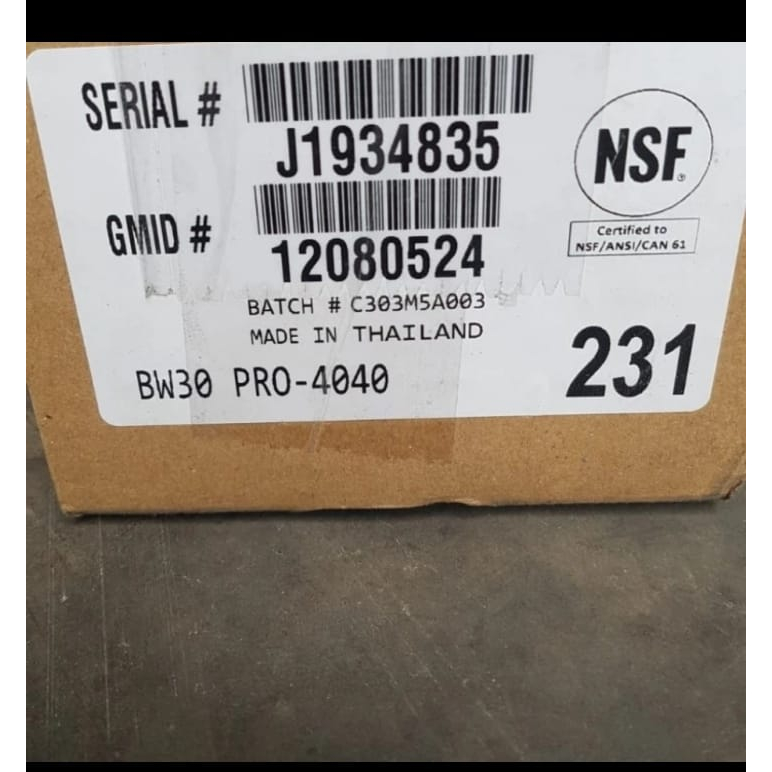 SERIAL #
J1934835
GMID #
12080524
BATCH # C303M5A003
MADE IN THAILAND
BW30 PRO-4040
231
NSF®
Certified to
NSF/ANSI/CAN 61